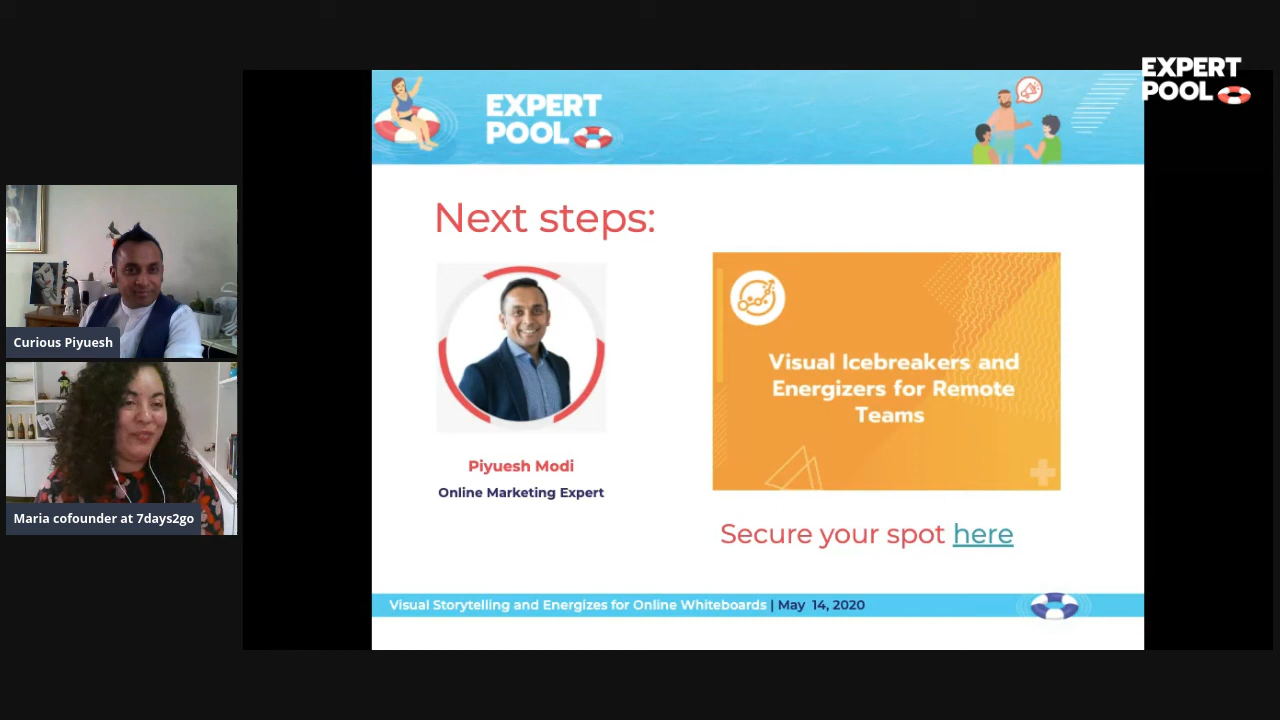 EXPERT
POOL
EXPERT
POOL
Next steps:
Visual Icebreakers and
Energizers for Remote
Teams
Curious Piyuesh
Piyuesh Modi
Online Marketing Expert
Maria cofounder at 7days2go
Secure your spot here
Visual Storytelling and Energizes for Online Whiteboards | May 14, 2020